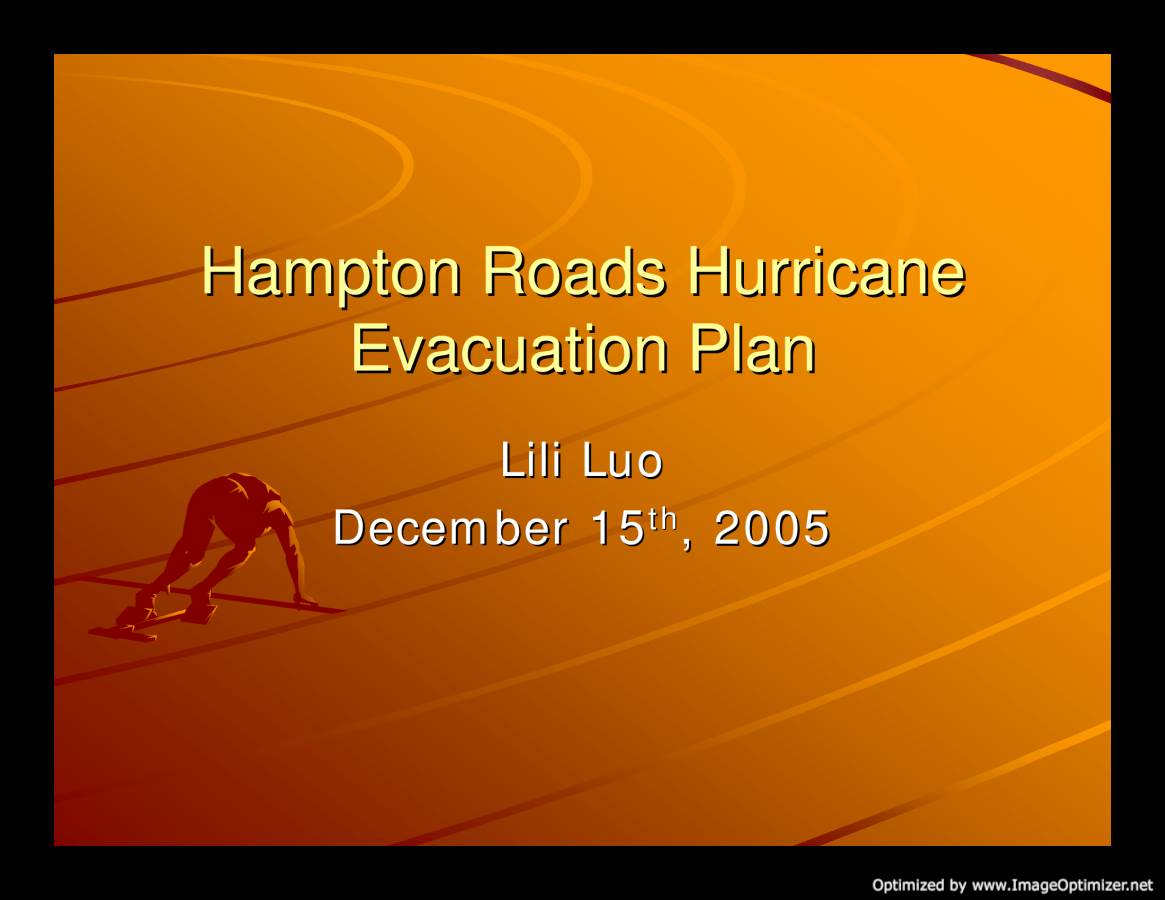 Hampton Roads Hurricane
Evacuation Plan
Lili Luo
December 15th, 2005
Optimized by www.ImageOptimizer.net